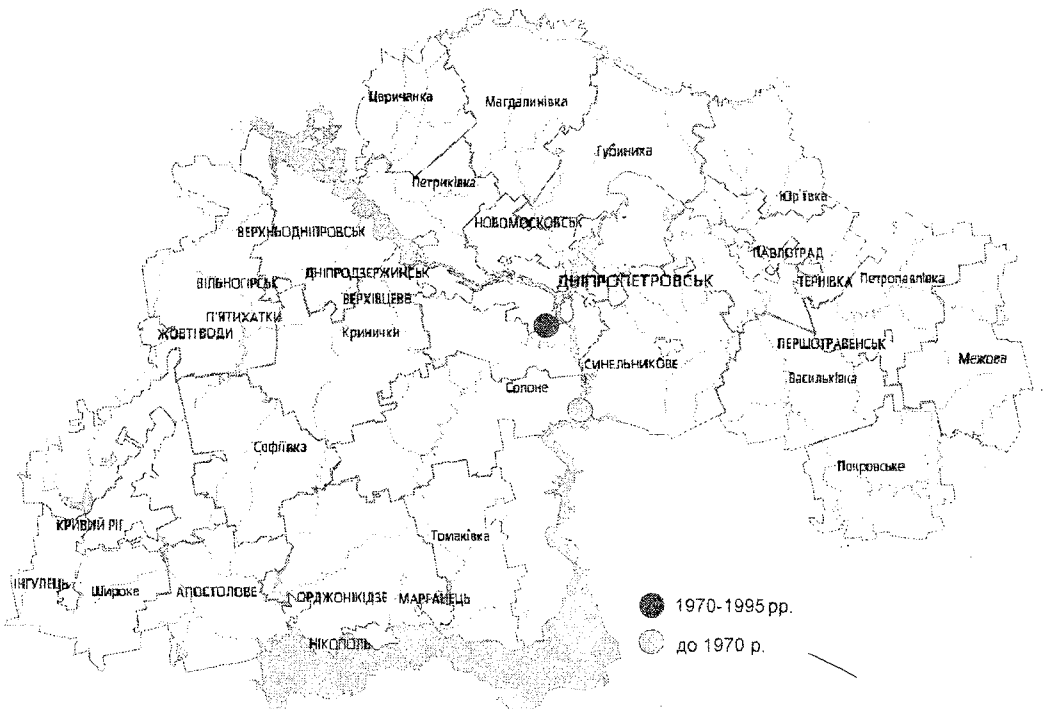 Царичанка
Магдалинівка
Губиниха
Петриківка
Юр'ївка
НОВОМОСКОВСЬК
ВЕРХНЬОДНІПРОВСЬК
ПАВЛОГРАД
ДНІПРОДЗЕРЖИНСЬК
ДНІПРОПЕТРОВСЬК
ТЕРНІВКА
Петропавлівка
ВІЛЬНОГІРСЬК
ВЕРХІВЦЕВЕ
П'ЯТИХАТКИ
ЖОВТІ ВОДИ
Кринички
ПЕРШОТРАВЕНСЬК
Межова
СИНЕЛЬНИКОВЕ
Васильківка
Солоне
Софіївка
Покровське
КРИВИЙ РІГ
Томаківка
ІНГУЛЕЦЬ
Широке
АПОСТОЛОВЕ
ОРДЖОНІКІДЗЕ
МАРГАНЕЦЬ
НІКОПОЛЬ
1970-1995 рр.
до 1970 р.